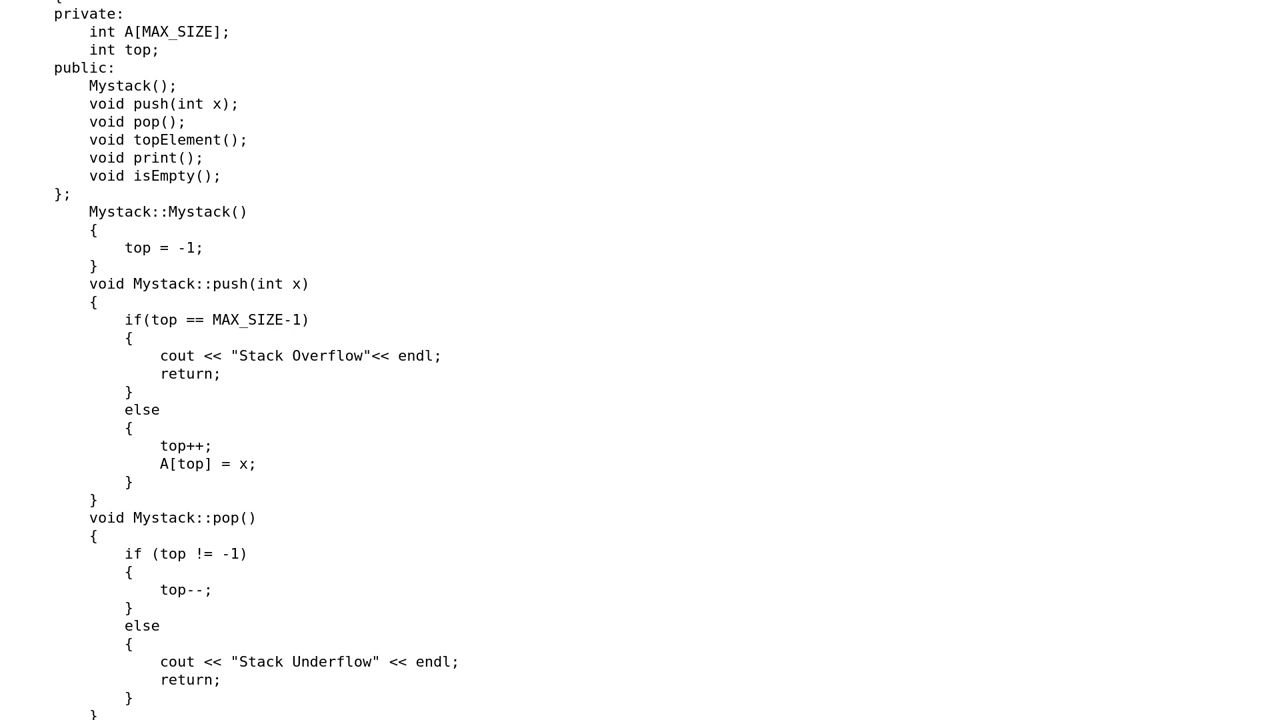 {
private:
    int A[MAX_SIZE];
    int top;
public:
    Mystack();
    void push(int x);
    void pop();
    void topElement();
    void print();
    void isEmpty();
};
    Mystack::Mystack()
    {
        top = -1;
    }
    void Mystack::push(int x)
    {
        if(top == MAX_SIZE-1)
        {
            cout << "Stack Overflow"<< endl;
            return;
        }
        else
        {
            top++;
            A[top] = x;
        }
    }
    void Mystack::pop()
    {
        if (top != -1)
        {
            top--;
        }
        else
        {
            cout << "Stack Underflow" << endl;
            return;
        }
    }